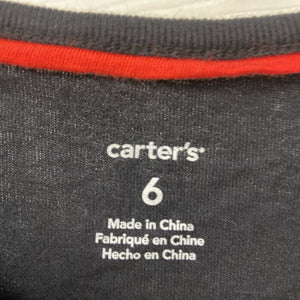 carter's
6
Made in China
Fabriqué en Chine
Hecho en China